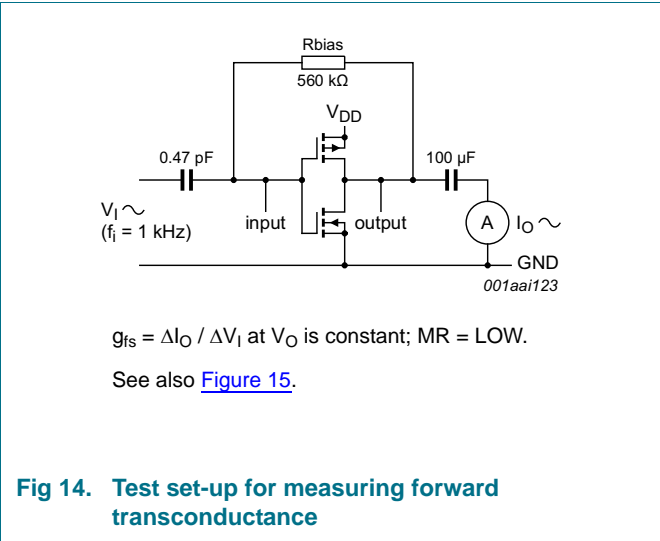 Rbias
560 kΩ
VDD
0.47 pF
100 µF
VI
(fi = 1 kHz)
input
output
A
IO
GND
001aai123
gfs = ΔIO / ΔVI at VO is constant; MR = LOW.
See also Figure 15.
Fig 14. Test set-up for measuring forward
transconductance